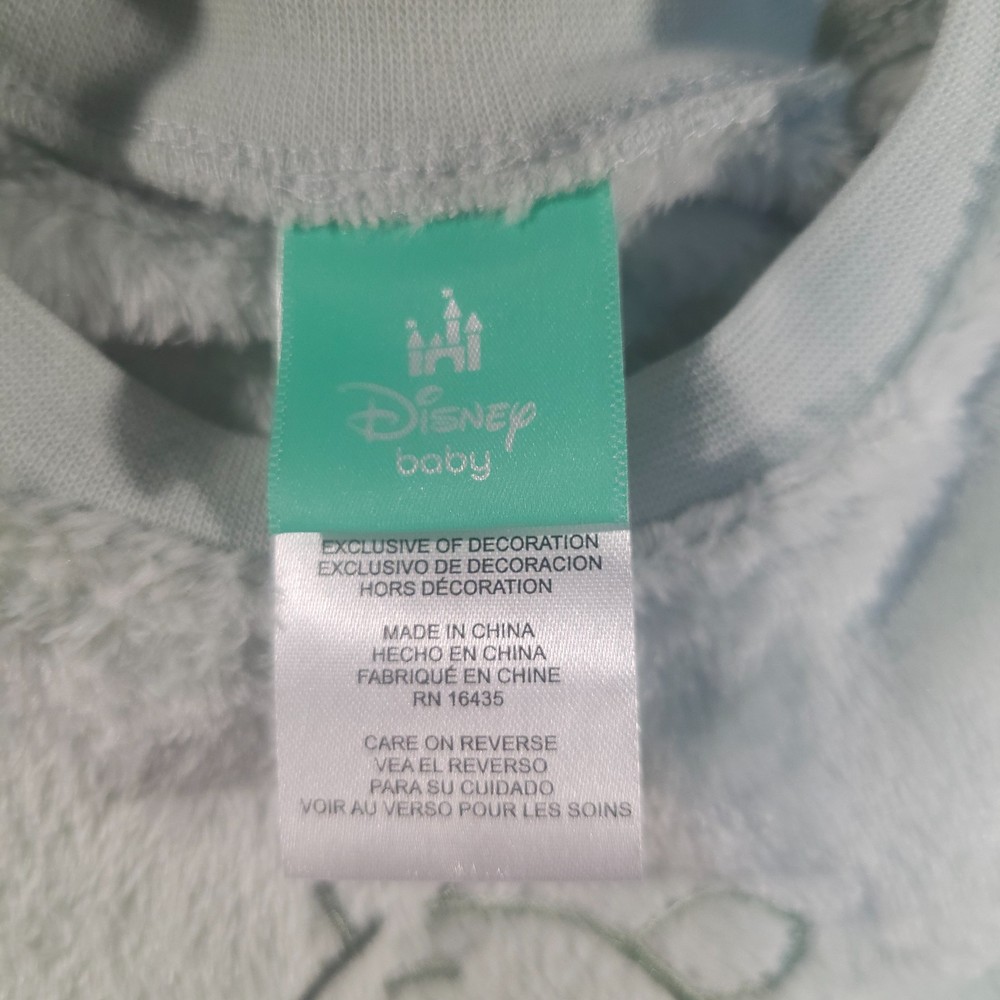 Disney
baby
EXCLUSIVE OF DECORATION
EXCLUSIVO DE DECORACION
HORS DÉCORATION
MADE IN CHINA
HECHO EN CHINA
FABRIQUÉ EN CHINE
RN 16435
CARE ON REVERSE
VEA EL REVERSO
PARA SU CUIDADO
VOIR AU VERSO POUR LES SOINS